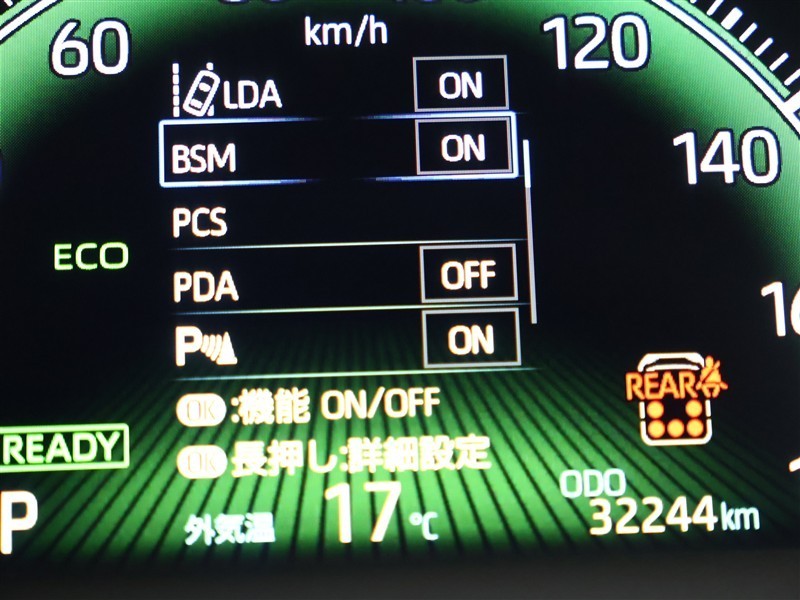 km/h
60
120
LDA ON
BSM ON
140
PCS
ECO
PDA OFF
P ON
REAR
OK:機能 ON/OFF
READY
OK長押し:詳細設定
ODO
P
外気温 17℃
32244km